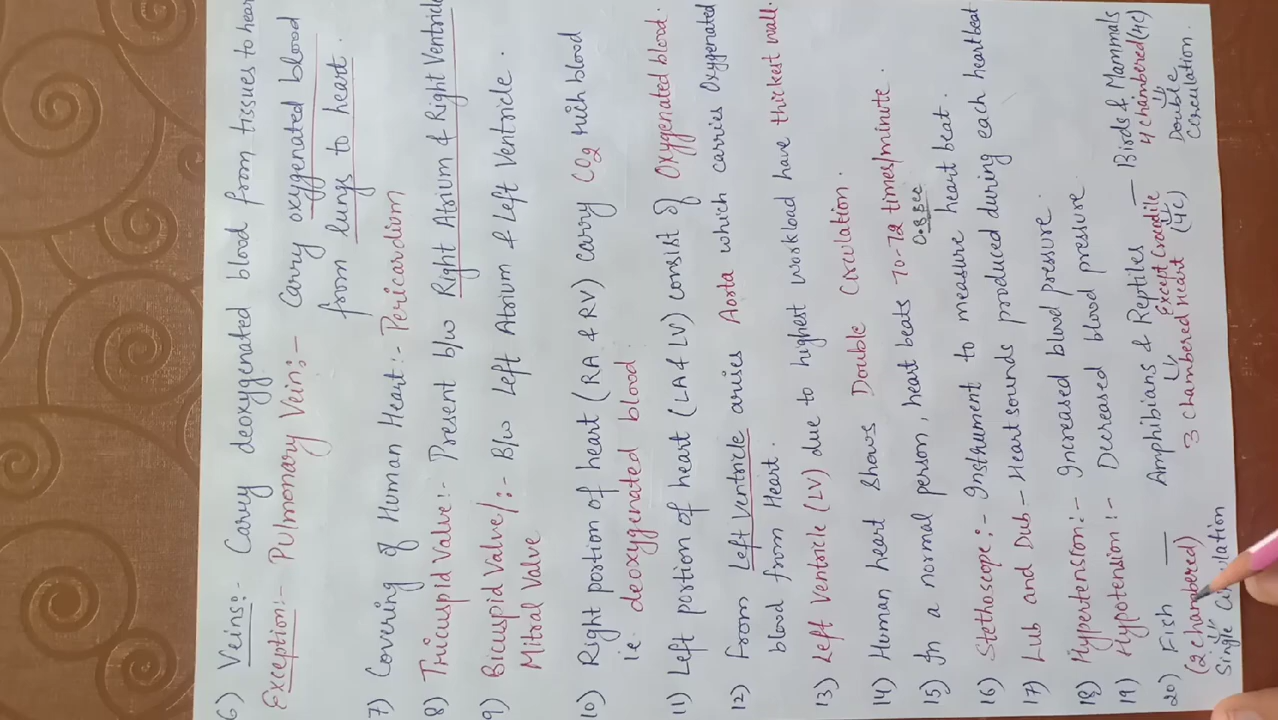 6) Veins:- Carry deoxygenated blood from tissues to hear
Exception:- Pulmonary Vein:- Carry oxygenated blood
from lungs to heart.
7) Covering of Human Heart:- Pericardium
8) Tricuspid Valve:- Present b/w Right Atrium & Right Ventricle
9) Bicuspid Valve/:- B/w Left Atrium & Left Ventricle.
Mitral Valve
10) Right portion of heart (RA & RV) carry CO2 rich blood
i.e. deoxygenated blood
11) Left portion of heart (LA & LV) consist of Oxygenated blood.
12) From Left Ventricle arises Aorta which carries Oxygenated
blood from Heart.
13) Left Ventricle (LV) due to highest workload have thickest wall.
14) Human heart shows Double Circulation.
15) In a normal person, heart beats 70-72 times/minute.
0.8 sec
16) Stethoscope:- Instrument to measure heart beat.
17) Lub and Dub - Heart sounds produced during each heartbeat
18) Hypertension:- Increased blood pressure.
19) Hypotension:- Decreased blood pressure
20) Fish — Amphibians & Reptiles — Birds & Mammals
(2 chambered) Except Crocodile 4 chambered (4C)
3 chambered heart (4C) Double
Single lation Circulation.